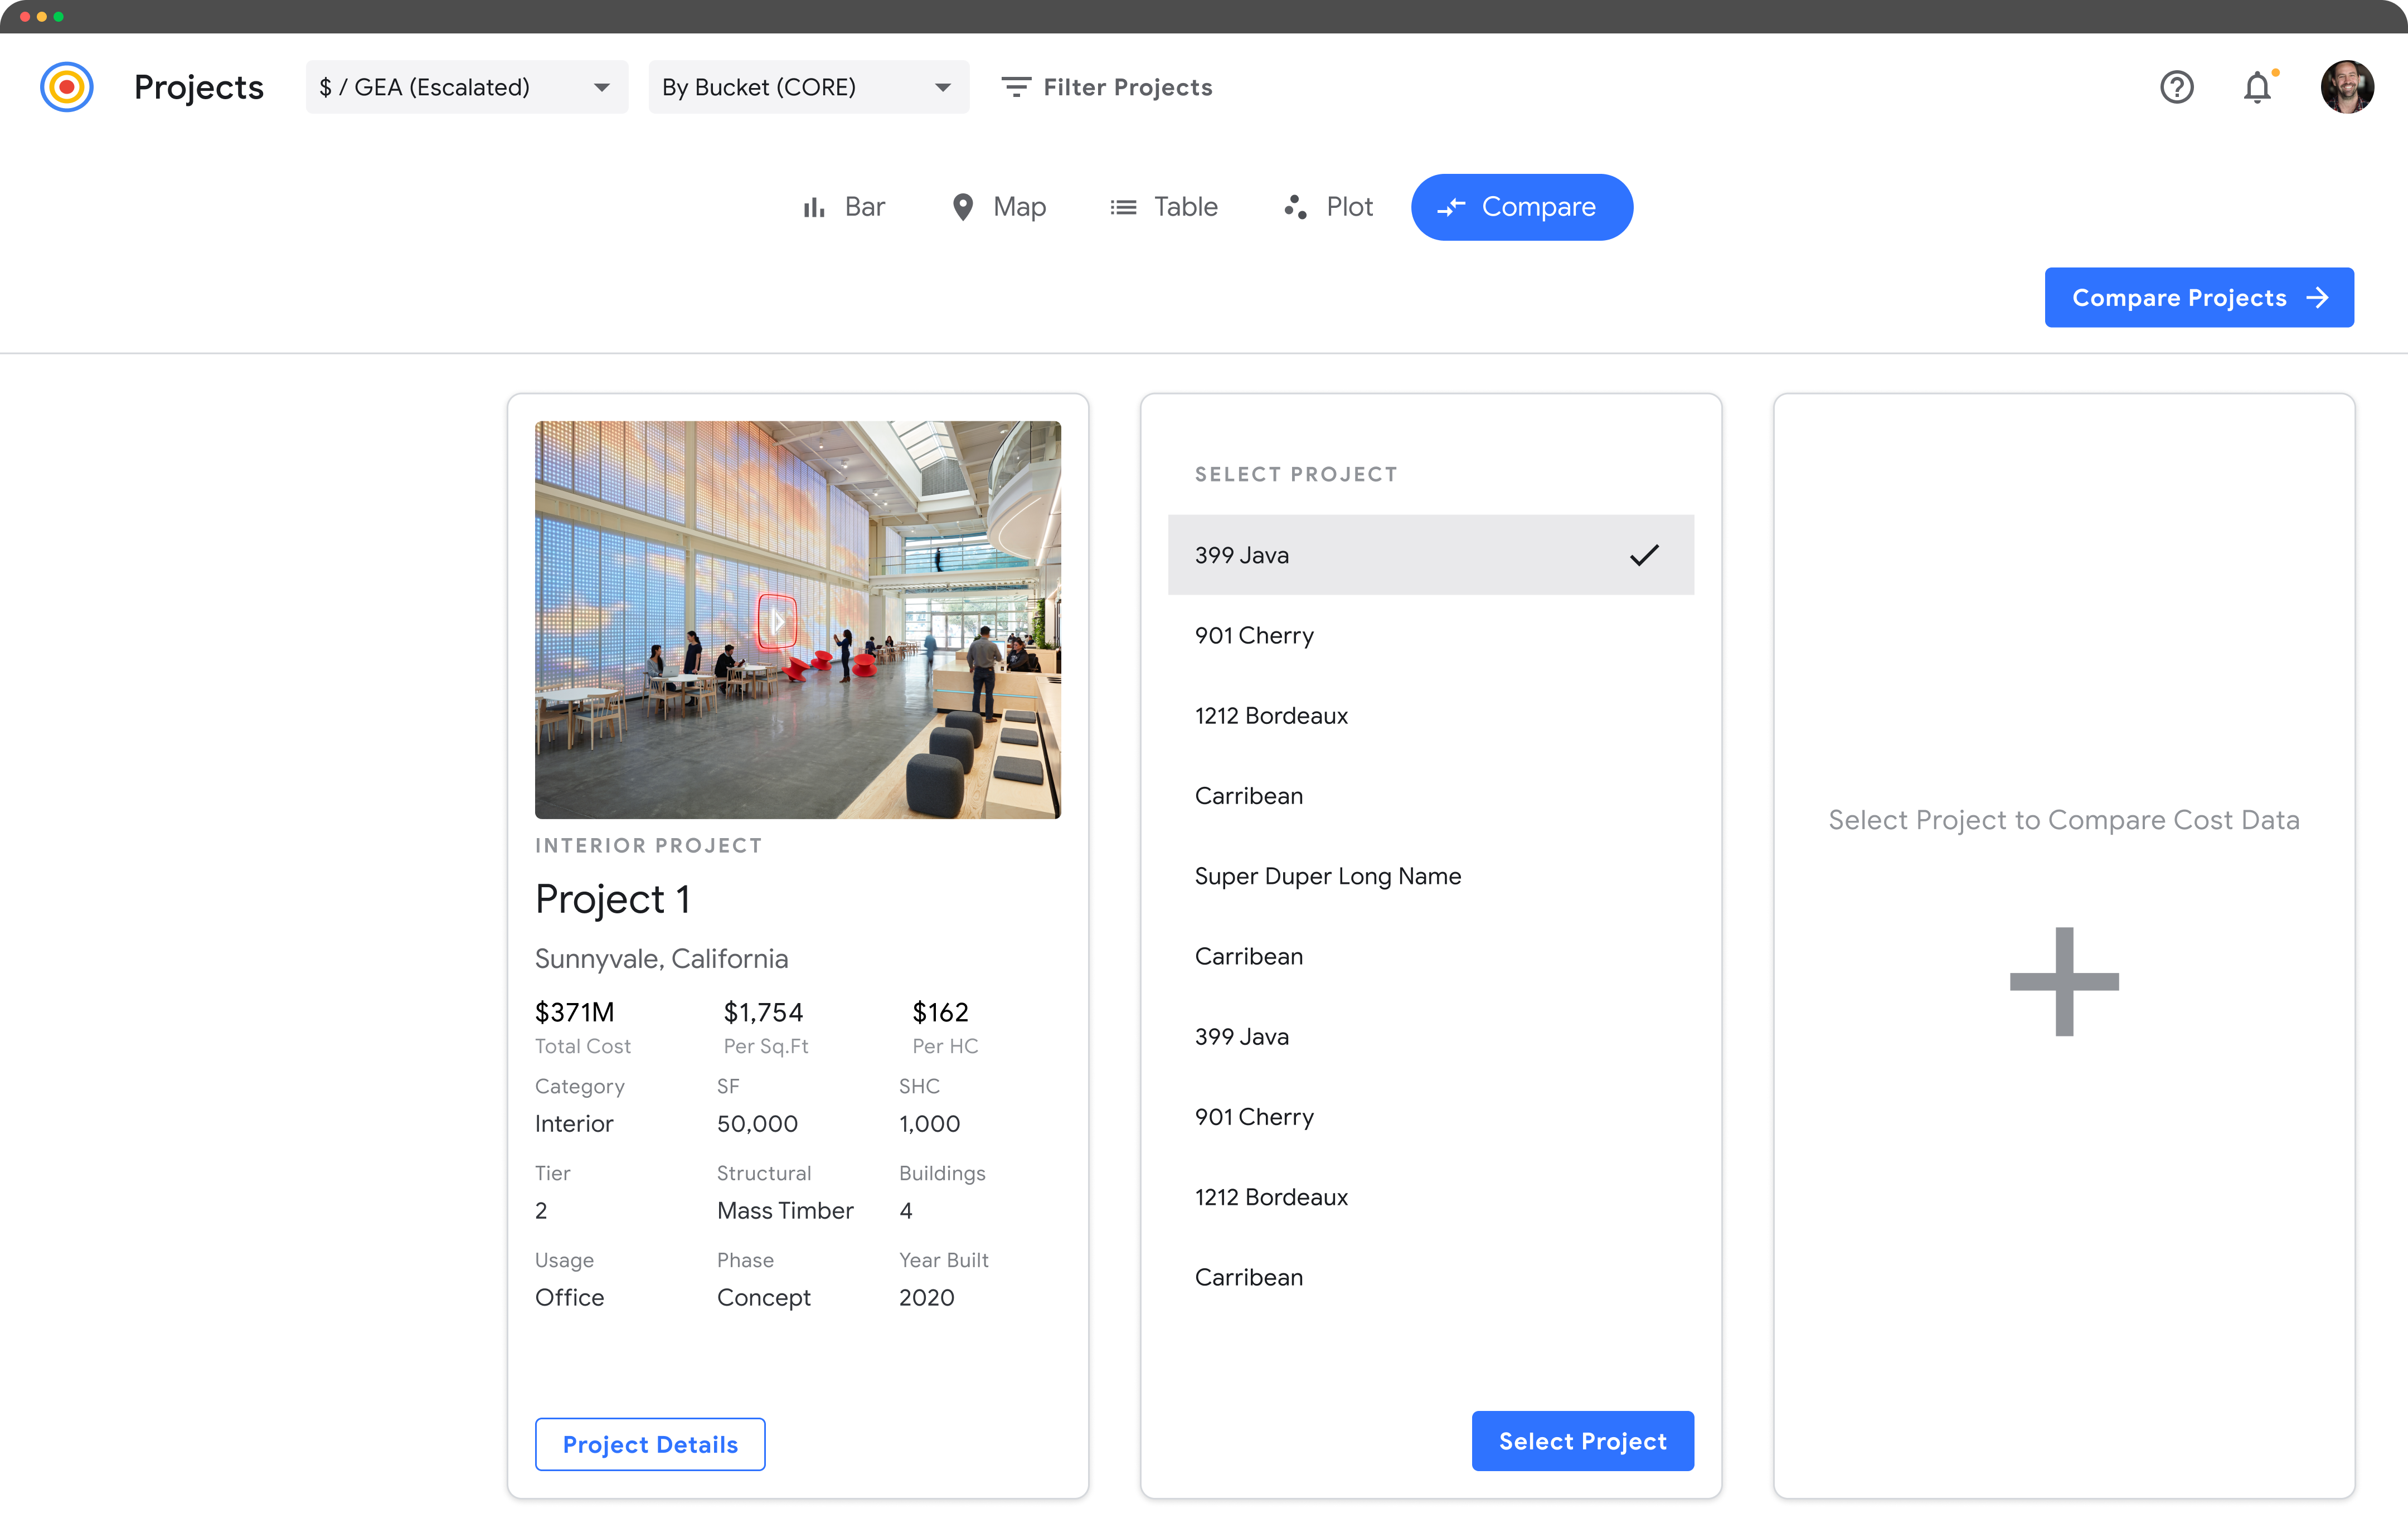 Projects
$ / GEA (Escalated)
By Bucket (CORE)
Filter Projects
Bar
Map
Table
Plot
Compare
Compare Projects
INTERIOR PROJECT
Project 1
Sunnyvale, California
$371M $1,754 $162
Total Cost Per Sq.Ft Per HC
Category SF SHC
Interior 50,000 1,000
Tier Structural Buildings
2 Mass Timber 4
Usage Phase Year Built
Office Concept 2020
Project Details
SELECT PROJECT
399 Java
901 Cherry
1212 Bordeaux
Carribean
Super Duper Long Name
Carribean
399 Java
901 Cherry
1212 Bordeaux
Carribean
Select Project
Select Project to Compare Cost Data